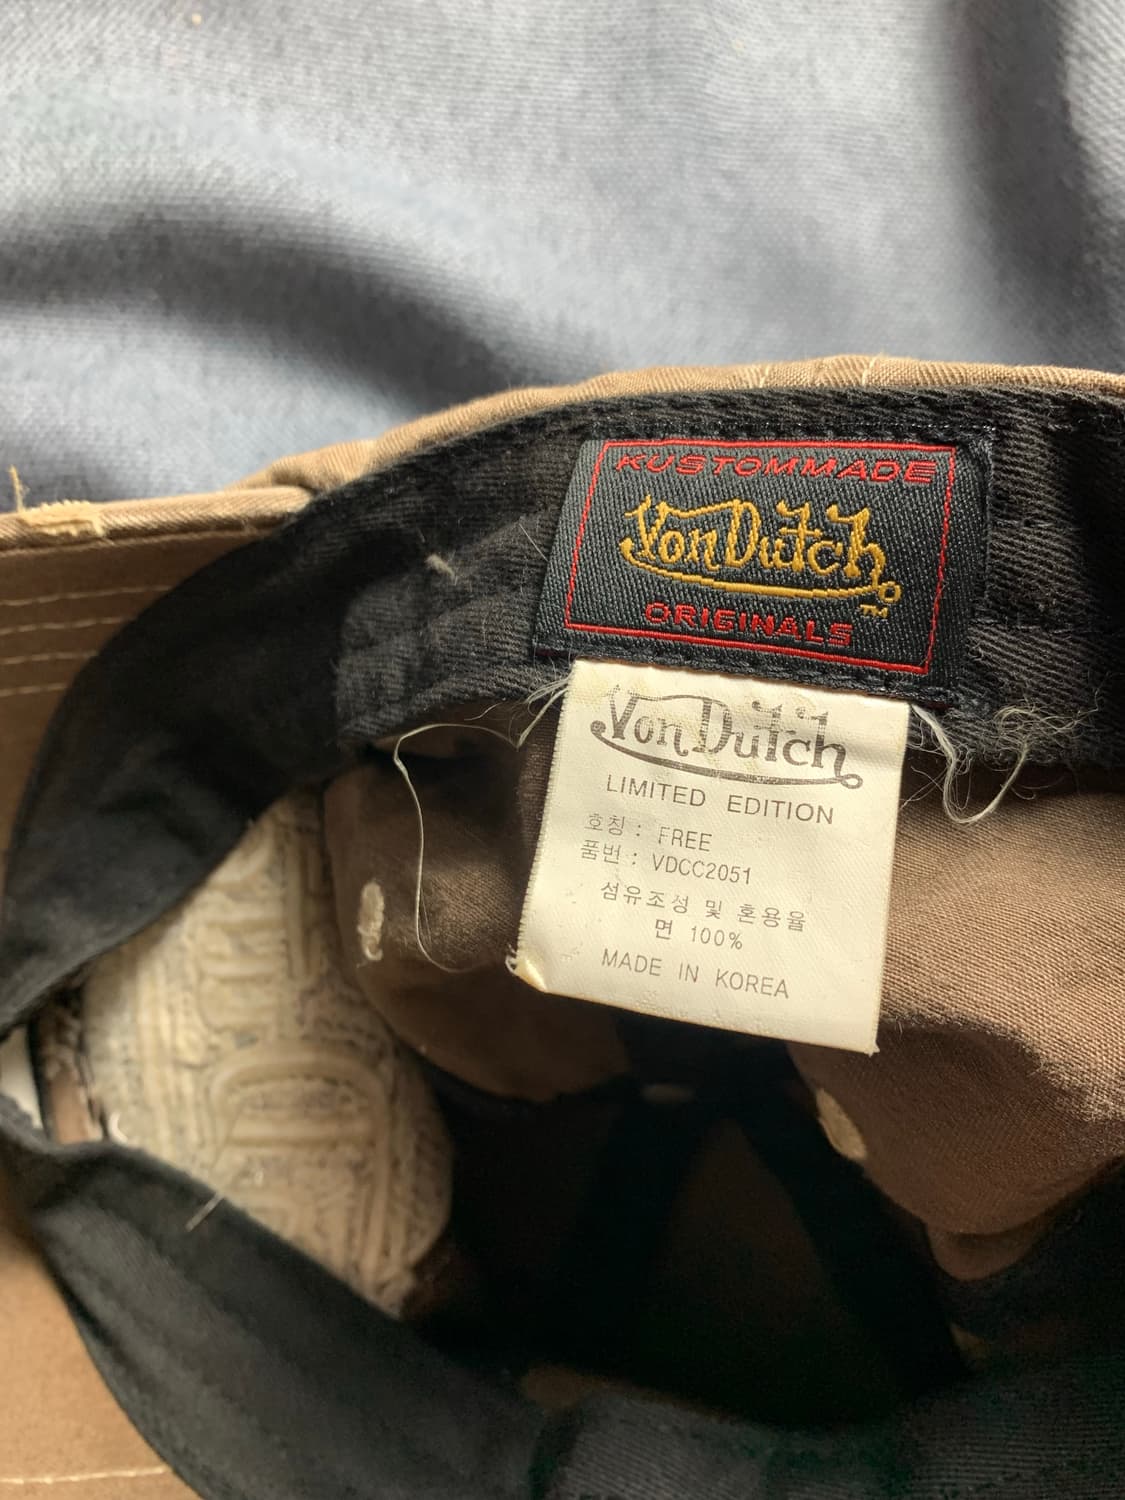 KUSTOMMADE
Von Dutch
TM
ORIGINALS
Von Dutch
LIMITED EDITION
호칭 : FREE
품번 : VDCC2051
섬유조성 및 혼용율
면 100%
MADE IN KOREA